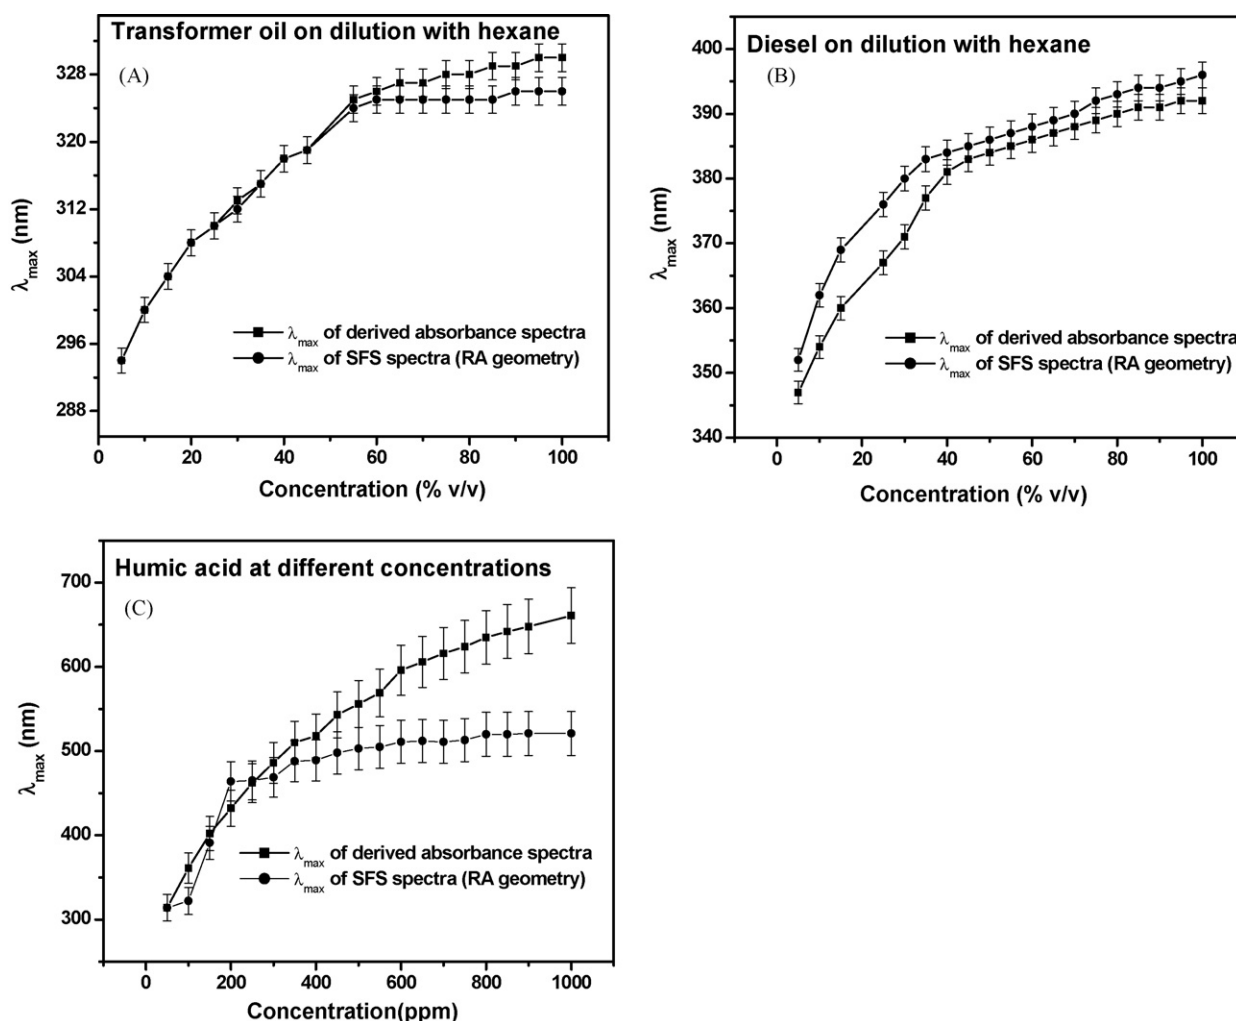 Transformer oil on dilution with hexane
(A)
328
320
312
304
296
288
λmax (nm)
λmax of derived absorbance spectra
λmax of SFS spectra (RA geometry)
0 20 40 60 80 100
Concentration (% v/v)
Diesel on dilution with hexane
(B)
400
390
380
370
360
350
340
λmax (nm)
λmax of derived absorbance spectra
λmax of SFS spectra (RA geometry)
0 20 40 60 80 100
Concentration (% v/v)
Humic acid at different concentrations
(C)
700
600
500
400
300
λmax (nm)
λmax of derived absorbance spectra
λmax of SFS spectra (RA geometry)
0 200 400 600 800 1000
Concentration(ppm)